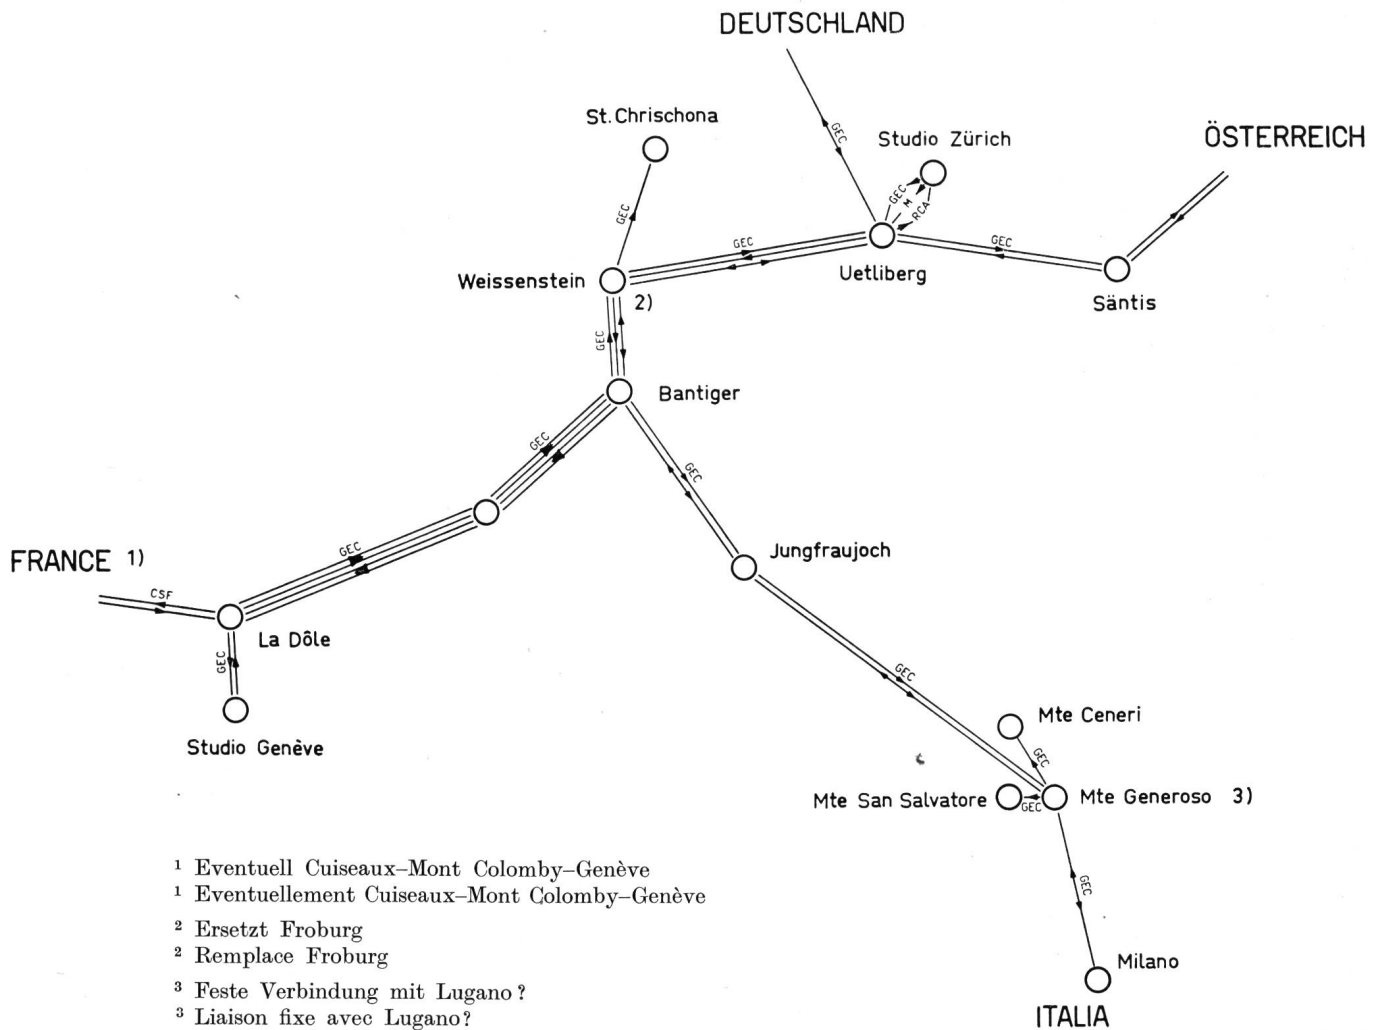 DEUTSCHLAND
St. Chrischona
GEC
Studio Zürich
ÖSTERREICH
GEC
GEC
M
RCA
GEC
GEC
Weissenstein
2)
Uetliberg
Säntis
GEC
Bantiger
GEC
GEC
GEC
Jungfraujoch
FRANCE 1)
CSF
La Dôle
GEC
Studio Genève
GEC
Mte Ceneri
GEC
Mte San Salvatore
GEC
Mte Generoso 3)
GEC
Milano
ITALIA
¹ Eventuell Cuiseaux–Mont Colomby–Genève
¹ Eventuellement Cuiseaux–Mont Colomby–Genève
² Ersetzt Froburg
² Remplace Froburg
³ Feste Verbindung mit Lugano?
³ Liaison fixe avec Lugano?